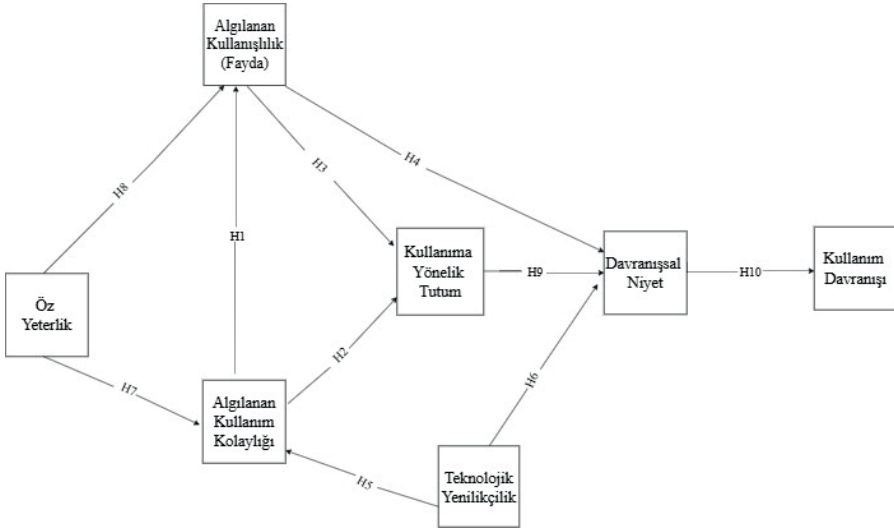 Algılanan
Kullanışlılık
(Fayda)
H8
H1
H3
H4
Kullanıma
Yönelik
Tutum
H9
Davranışsal
Niyet
H10
Kullanım
Davranışı
Öz
Yeterlik
H7
H2
H6
Algılanan
Kullanım
Kolaylığı
H5
Teknolojik
Yenilikçilik